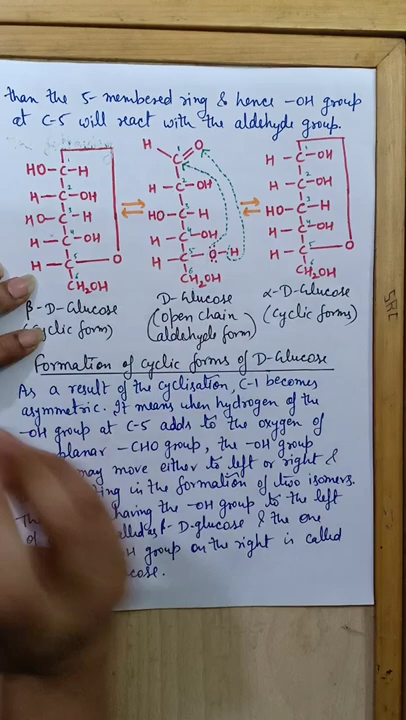 than the 5-membered ring & hence -OH group
at C-5 will react with the aldehyde group.
H O
C 1
HO-C-H H-C-OH H-C-OH
H-C-OH HO-C-H H-C-OH
HO-C-H H-C-OH HO-C-H
H-C-OH H-C-O-H H-C-OH
H-C O CH2OH H-C O
CH2OH CH2OH
β-D-Glucose D-Glucose α-D-Glucose
(Cyclic form) (Open chain (Cyclic forms)
aldehyde form)
Formation of cyclic forms of D-Glucose
As a result of the cyclisation, C-1 becomes
asymmetric. It means when hydrogen of the
-OH group at C-5 adds to the oxygen of
planar -CHO group, the -OH group
may move either to left or right &
in the formation of two isomers.
having the -OH group to the left
β-D-glucose & the one
group on the right is called